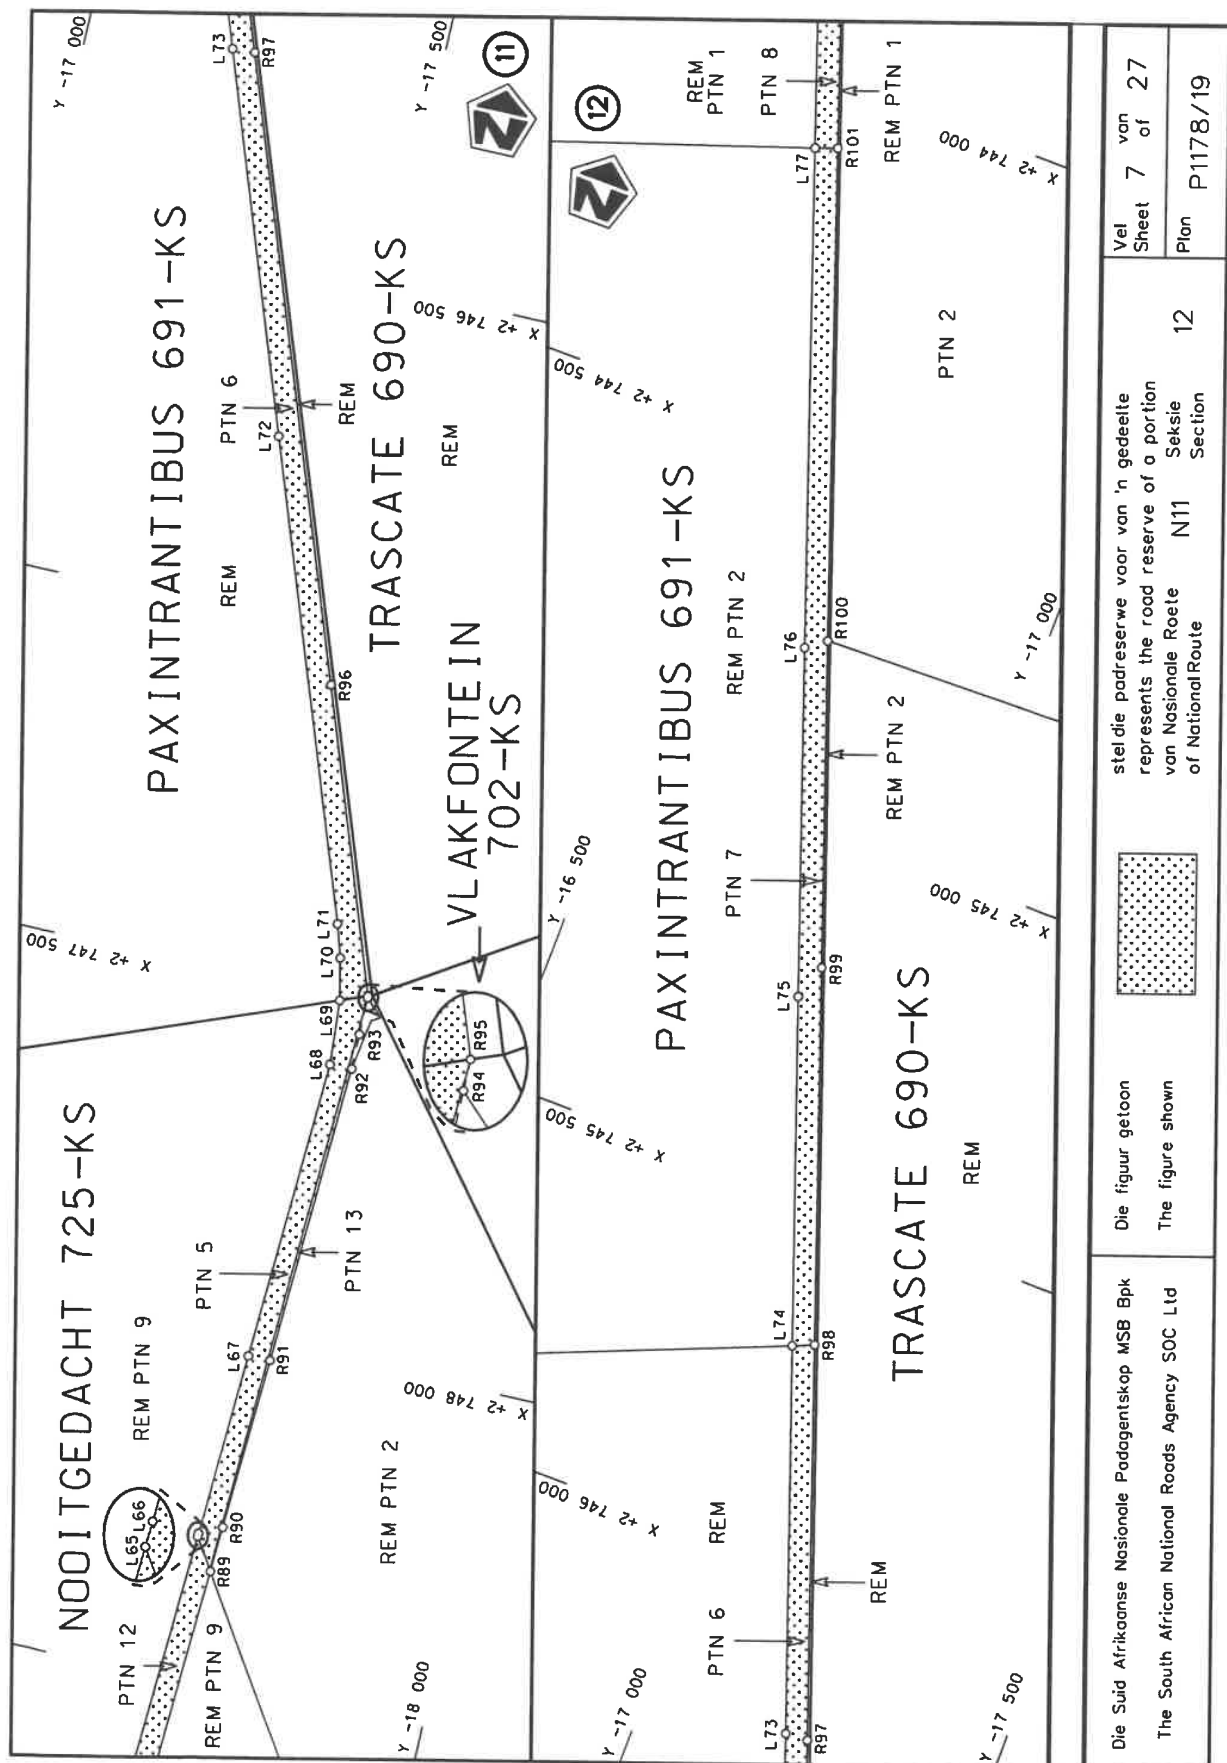 NOOITGEDACHT 725-KS
PAXINTRANTIBUS 691-KS
TRASCATE 690-KS
VLAKFONTEIN
702-KS
PTN 12
REM PTN 9
L65
L66
R89
R90
REM PTN 9
PTN 5
L67
R91
PTN 13
REM PTN 2
L68
L69
L70
L71
R92
R93
R94
R95
R96
REM
L72
PTN 6
REM
REM
L73
R97
Y -18 000
X +2 748 000
X +2 747 500
X +2 746 500
Y -17 000
Y -17 500
11
12
PAXINTRANTIBUS 691-KS
TRASCATE 690-KS
L73
R97
PTN 6
REM
REM
L74
R98
L75
R99
PTN 7
REM PTN 2
REM PTN 2
REM
L76
R100
PTN 2
L77
R101
REM
PTN 1
PTN 8
REM PTN 1
Y -17 000
Y -17 500
X +2 746 000
X +2 745 500
Y -16 500
X +2 745 000
Y -17 000
X +2 744 500
X +2 744 000
Die Suid Afrikaanse Nasionale Padagentskap MSB Bpk
The South African National Roads Agency SOC Ltd
Die figuur getoon
The figure shown
stel die padreserwe voor van 'n gedeelte
represents the road reserve of a portion
van Nasionale Roete N11 Seksie 12
of National Route Section
Vel 7 van 27
Sheet of
Plan P1178/19